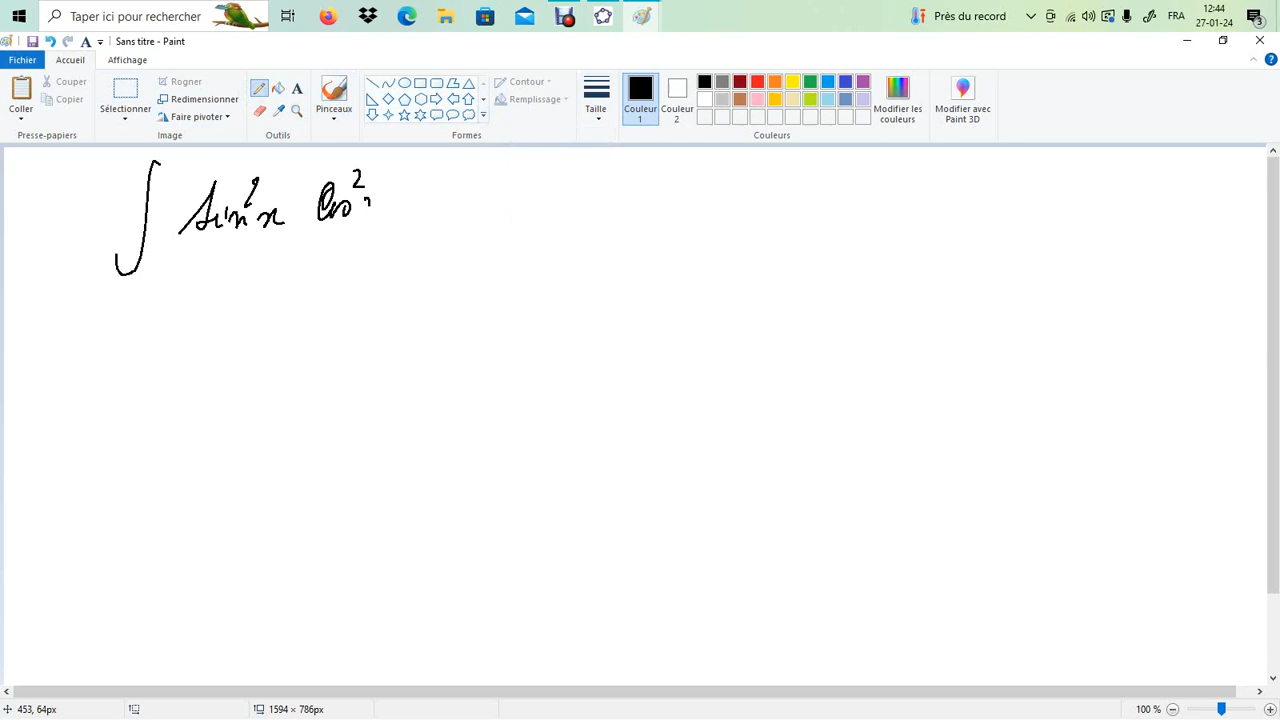 Taper ici pour rechercher Près du record FRA 12:44
27-01-24 3
Sans titre - Paint
Fichier Accueil Affichage
Coller Couper Copier Sélectionner Rogner Redimensionner Faire pivoter A Pinceaux Contour Remplissage Taille Couleur 1 Couleur 2 Modifier les couleurs Modifier avec Paint 3D
Presse-papiers Image Outils Formes Couleurs
∫ sin²x cos²
453, 64px 1594 × 786px 100 %